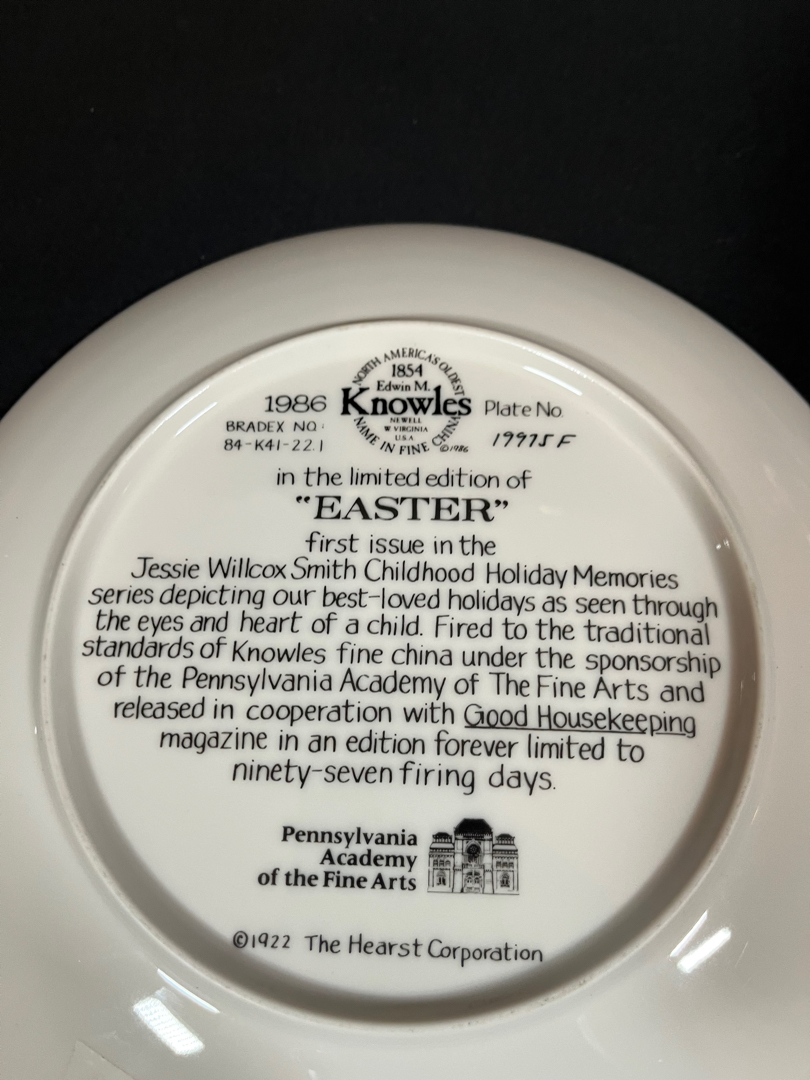 NORTH AMERICA'S OLDEST
1854
Edwin M.
1986 Knowles Plate No.
NEWELL
W VIRGINIA
U.S.A
NAME IN FINE CHINA
©1986
BRADEX NO:
84-K41-22.1
19975F
in the limited edition of
"EASTER"
first issue in the
Jessie Willcox Smith Childhood Holiday Memories
series depicting our best-loved holidays as seen through
the eyes and heart of a child. Fired to the traditional
standards of Knowles fine china under the sponsorship
of the Pennsylvania Academy of The Fine Arts and
released in cooperation with Good Housekeeping
magazine in an edition forever limited to
ninety-seven firing days.
Pennsylvania
Academy
of the Fine Arts
©1922 The Hearst Corporation